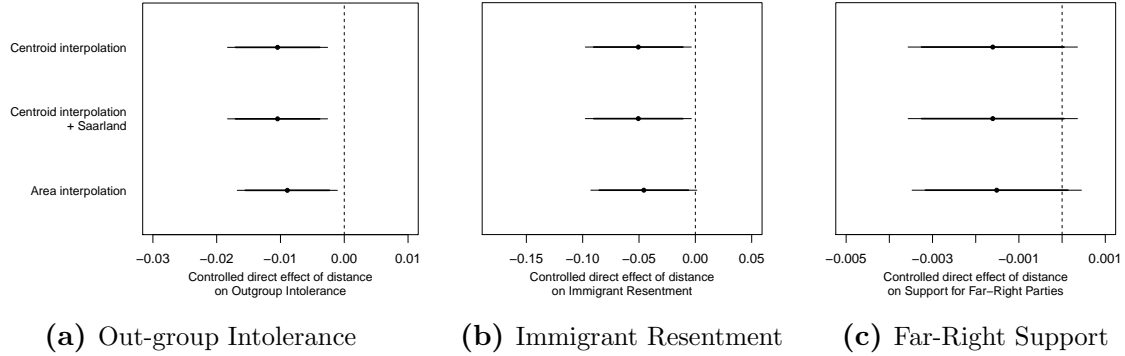 Centroid interpolation
Centroid interpolation
+ Saarland
Area interpolation
−0.03 −0.02 −0.01 0.00 0.01
Controlled direct effect of distance
on Outgroup Intolerance
−0.15 −0.10 −0.05 0.00 0.05
Controlled direct effect of distance
on Immigrant Resentment
−0.005 −0.003 −0.001 0.001
Controlled direct effect of distance
on Support for Far−Right Parties
(a) Out-group Intolerance
(b) Immigrant Resentment
(c) Far-Right Support